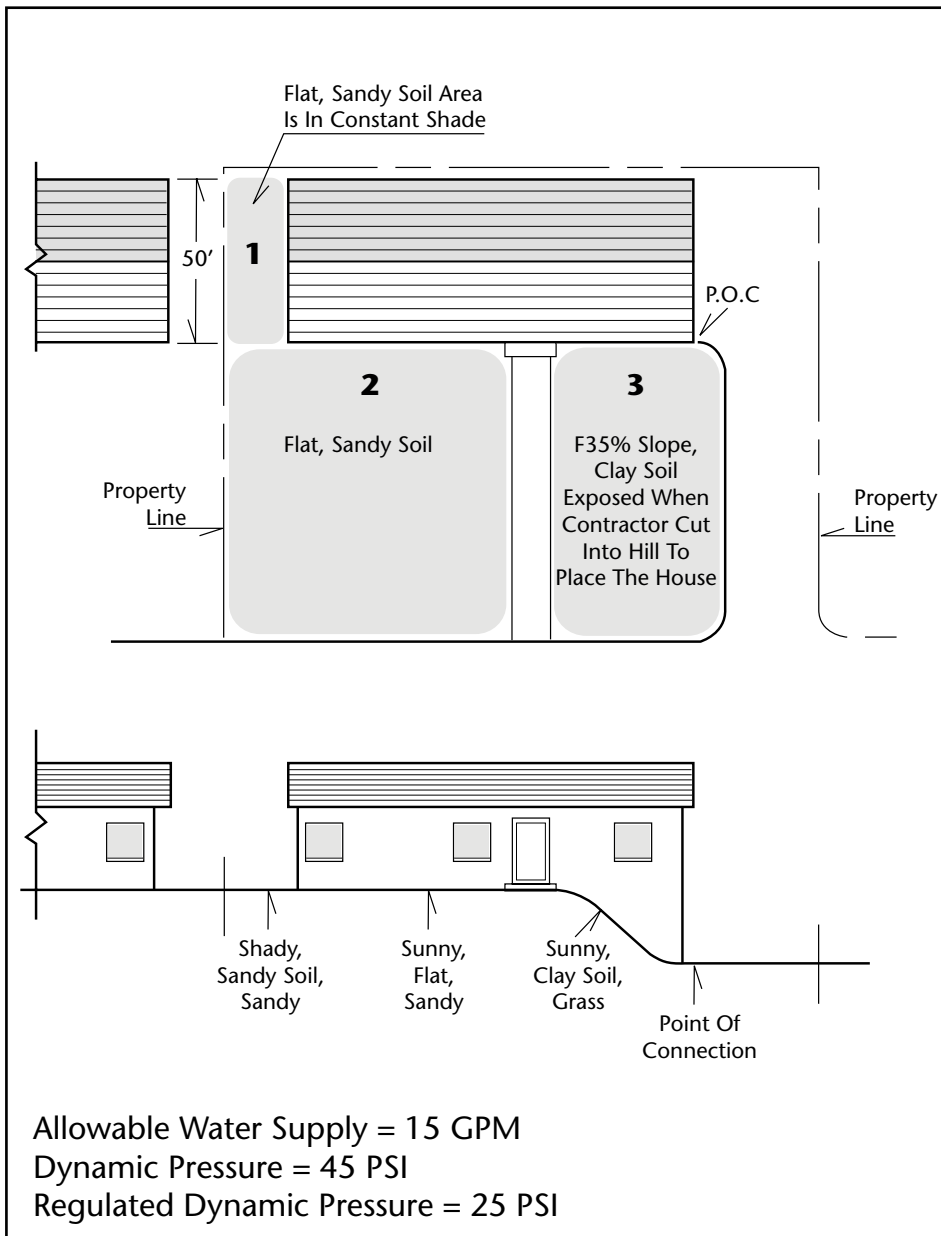 Flat, Sandy Soil Area
Is In Constant Shade
50'
1
P.O.C
2
Flat, Sandy Soil
3
F35% Slope,
Clay Soil
Exposed When
Contractor Cut
Into Hill To
Place The House
Property
Line
Property
Line
Shady,
Sandy Soil,
Sandy
Sunny,
Flat,
Sandy
Sunny,
Clay Soil,
Grass
Point Of
Connection
Allowable Water Supply = 15 GPM
Dynamic Pressure = 45 PSI
Regulated Dynamic Pressure = 25 PSI